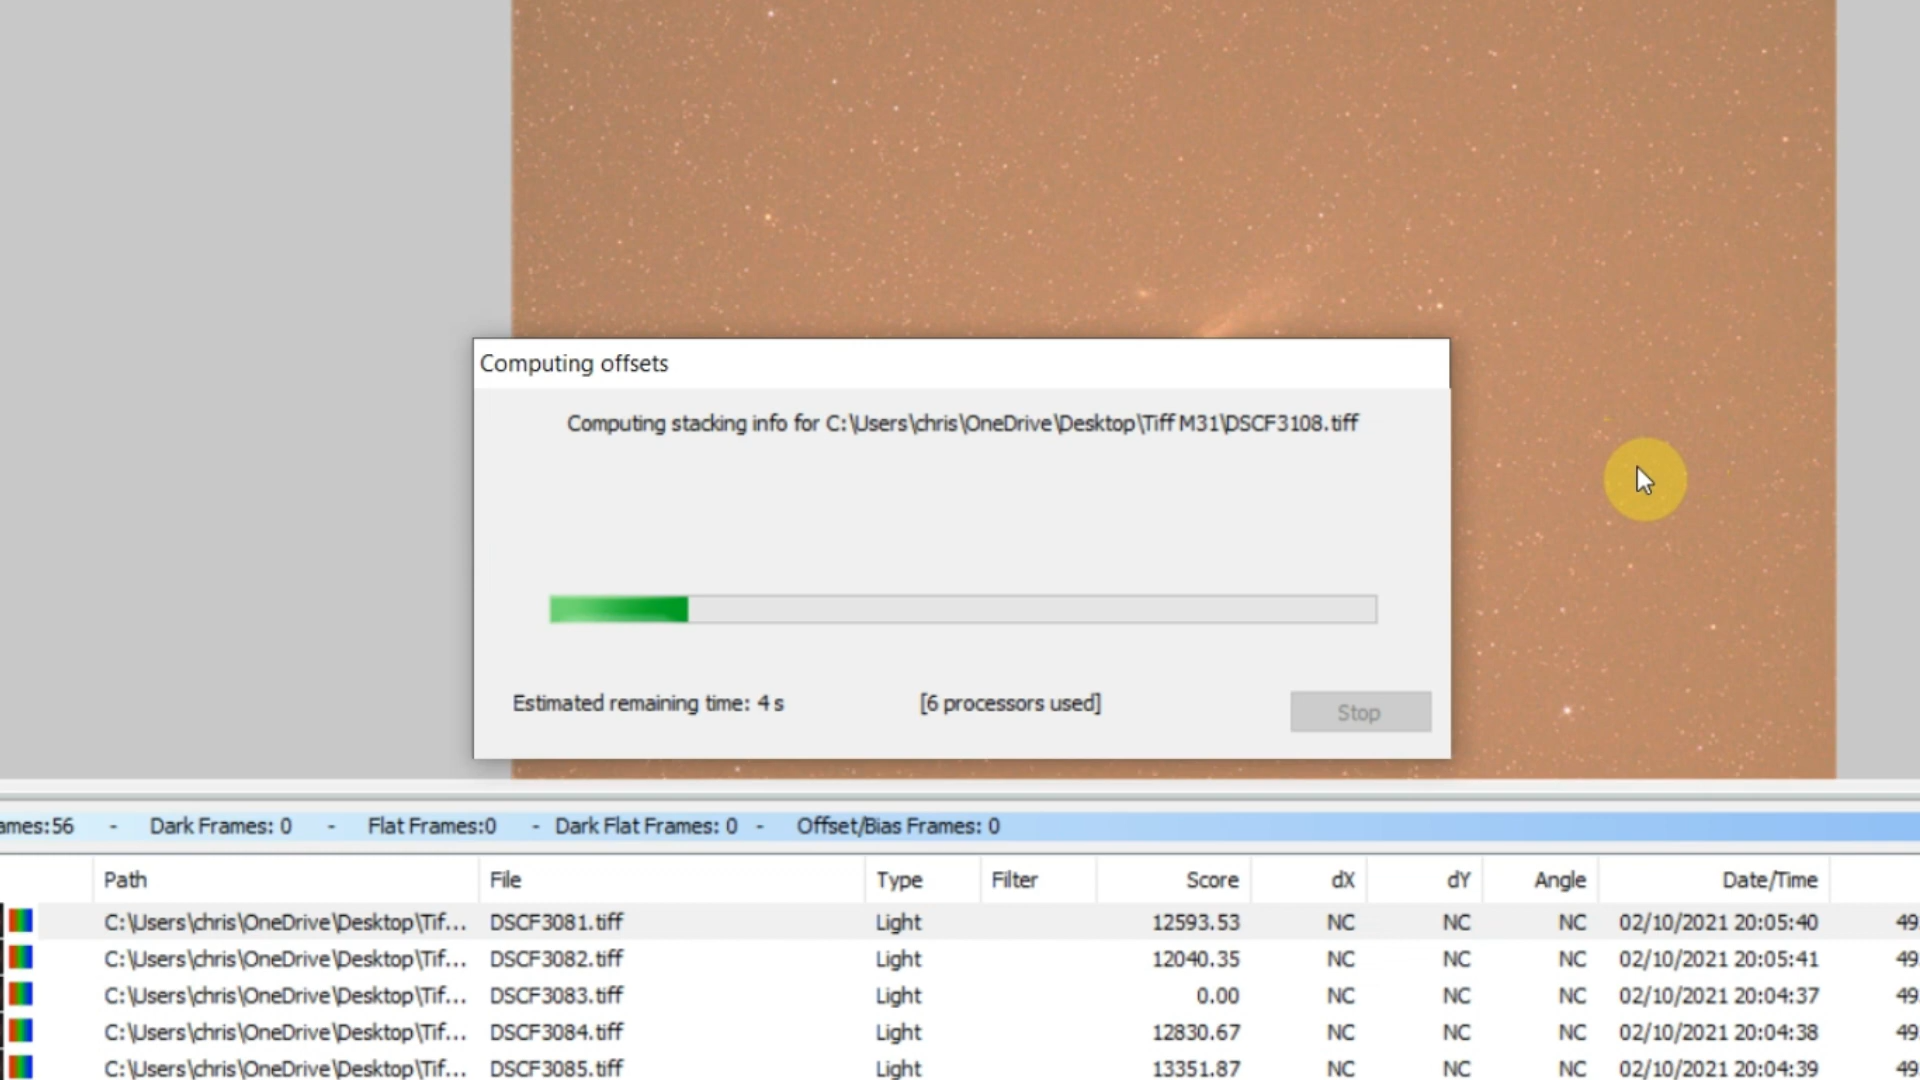 Computing offsets
Computing stacking info for C:\Users\chris\OneDrive\Desktop\Tiff M31\DSCF3108.tiff
Estimated remaining time: 4 s [6 processors used] Stop
ames:56 - Dark Frames: 0 - Flat Frames:0 - Dark Flat Frames: 0 - Offset/Bias Frames: 0
Path File Type Filter Score dX dY Angle Date/Time
C:\Users\chris\OneDrive\Desktop\Tif... DSCF3081.tiff Light 12593.53 NC NC NC 02/10/2021 20:05:40 49
C:\Users\chris\OneDrive\Desktop\Tif... DSCF3082.tiff Light 12040.35 NC NC NC 02/10/2021 20:05:41 49
C:\Users\chris\OneDrive\Desktop\Tif... DSCF3083.tiff Light 0.00 NC NC NC 02/10/2021 20:04:37 49
C:\Users\chris\OneDrive\Desktop\Tif... DSCF3084.tiff Light 12830.67 NC NC NC 02/10/2021 20:04:38 49
C:\Users\chris\OneDrive\Desktop\Tif... DSCF3085.tiff Light 13351.87 NC NC NC 02/10/2021 20:04:39 49